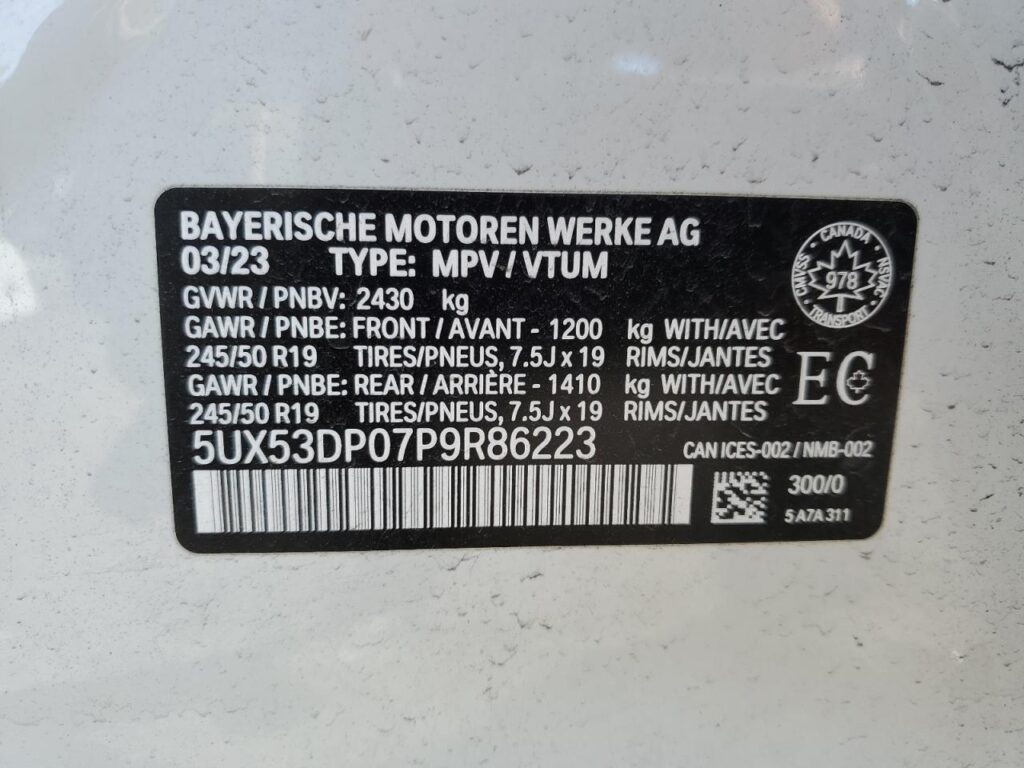 BAYERISCHE MOTOREN WERKE AG
03/23 TYPE: MPV / VTUM
GVWR / PNBV: 2430 kg
GAWR / PNBE: FRONT / AVANT - 1200 kg WITH/AVEC
245/50 R19 TIRES/PNEUS, 7.5J x 19 RIMS/JANTES
GAWR / PNBE: REAR / ARRIÈRE - 1410 kg WITH/AVEC
245/50 R19 TIRES/PNEUS, 7.5J x 19 RIMS/JANTES
5UX53DP07P9R86223
CANADA
CMVSS
978
NSVAC
TRANSPORT
EC
CAN ICES-002 / NMB-002
300/0
5 A7A 311